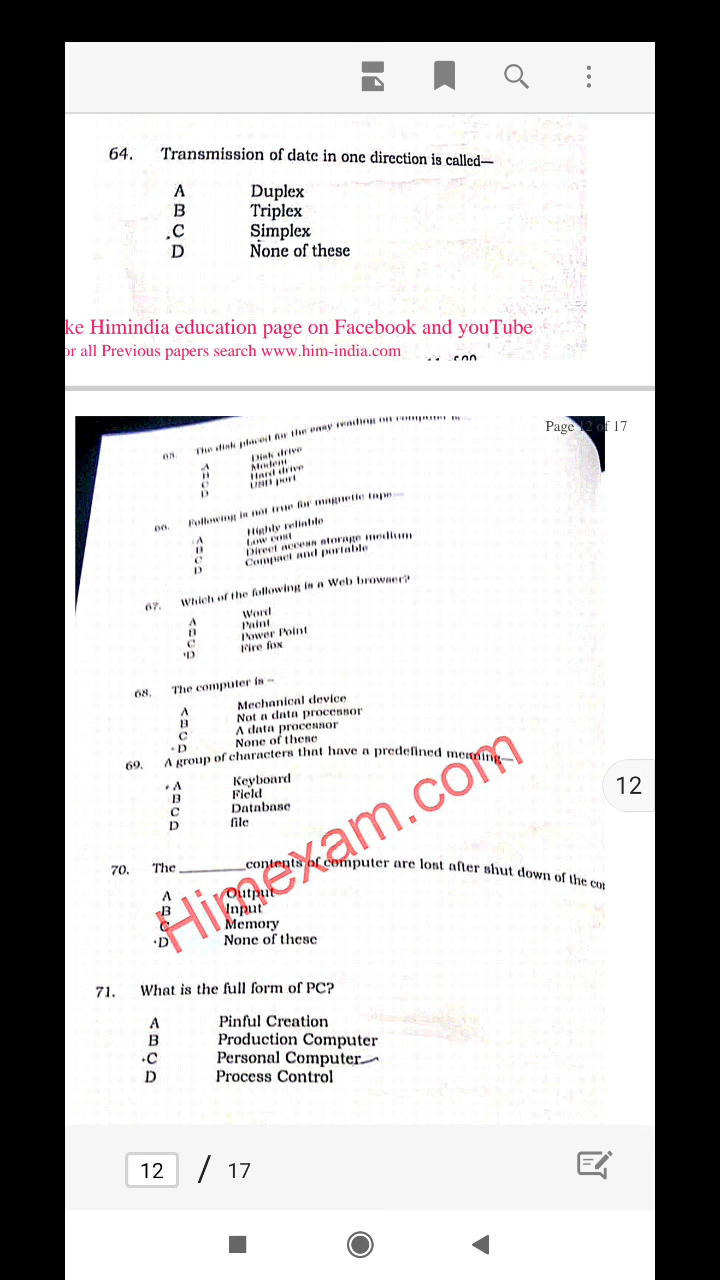 64. Transmission of date in one direction is called—
A Duplex
B Triplex
.C Simplex
D None of these
ke Himindia education page on Facebook and youTube
or all Previous papers search www.him-india.com
Page 12 of 17
65. The disk placed for the easy reading on computer is
A Disk drive
B Modem
C Hard drive
D USB port
66. Following is not true for magnetic tape—
A Highly reliable
B Low cost
C Direct access storage medium
D Compact and portable
67. Which of the following is a Web browser?
A Word
B Paint
C Power Point
D Fire fox
68. The computer is –
A Mechanical device
B Not a data processor
C A data processor
D None of these
69. A group of characters that have a predefined meaning—
A Keyboard
B Field
C Database
D file
12
70. The ________ contents of computer are lost after shut down of the
A Output
B Input
C Memory
D None of these
Himexam.com
71. What is the full form of PC?
A Pinful Creation
B Production Computer
C Personal Computer
D Process Control
12 / 17